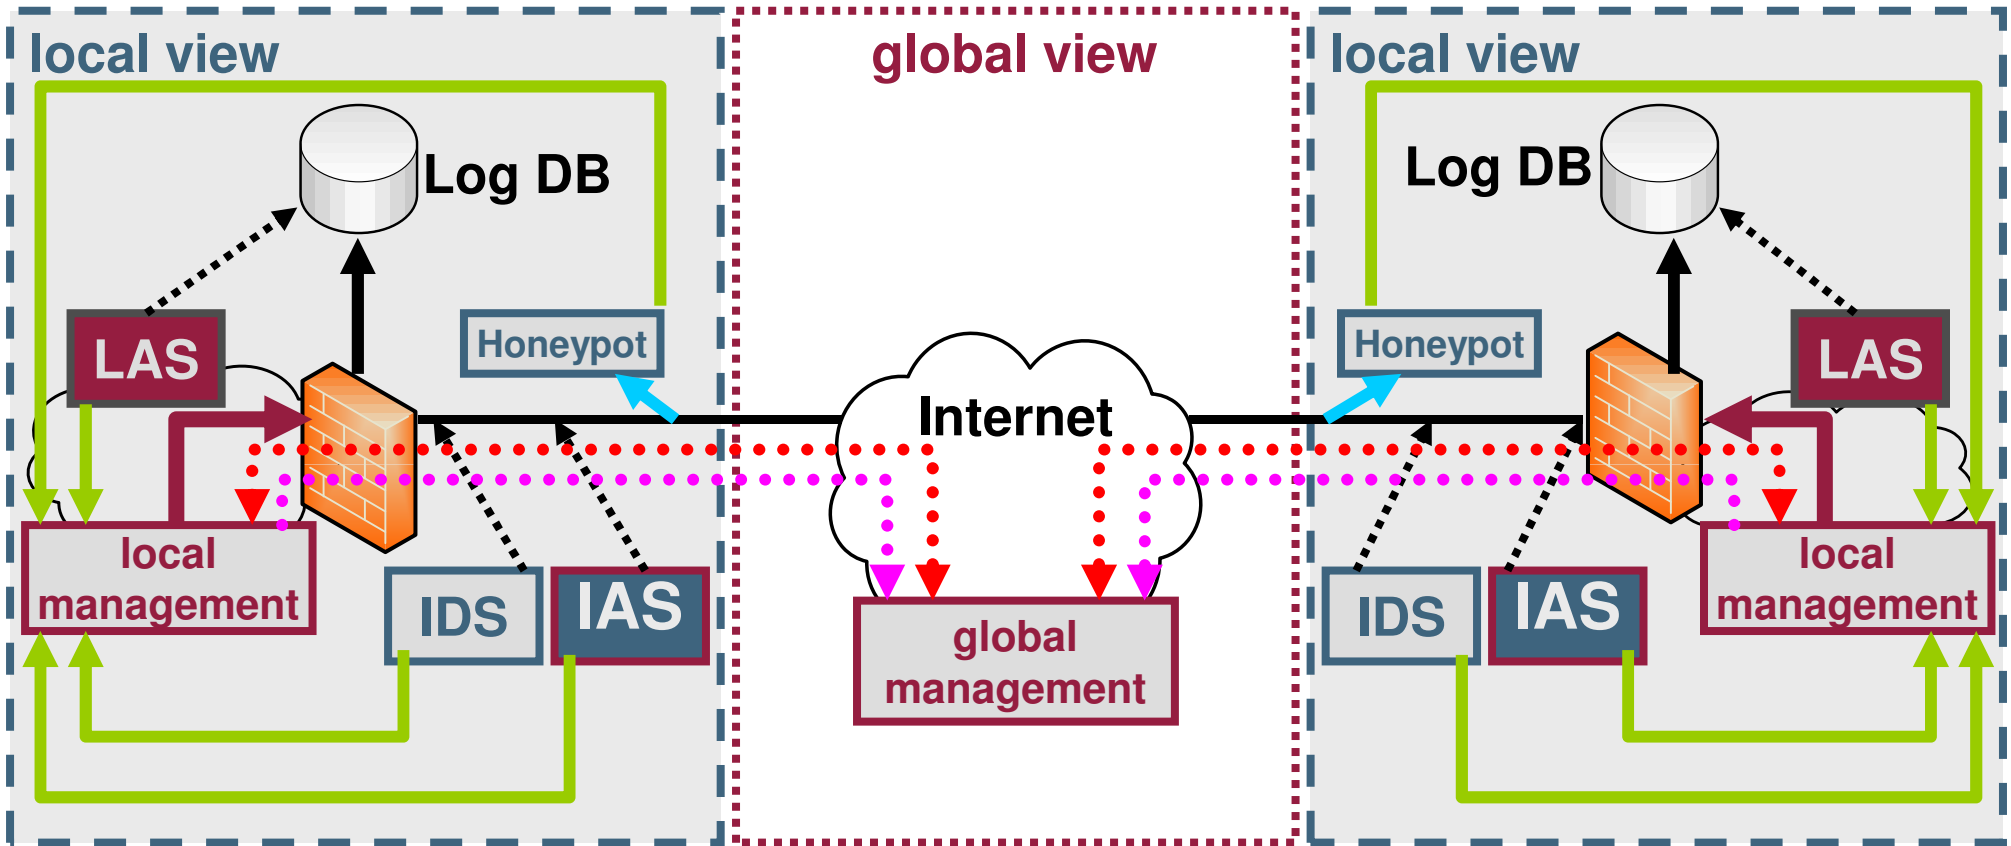 local view
global view
local view
Log DB
Log DB
LAS
Honeypot
Internet
Honeypot
LAS
local
management
IDS
IAS
global
management
IDS
IAS
local
management